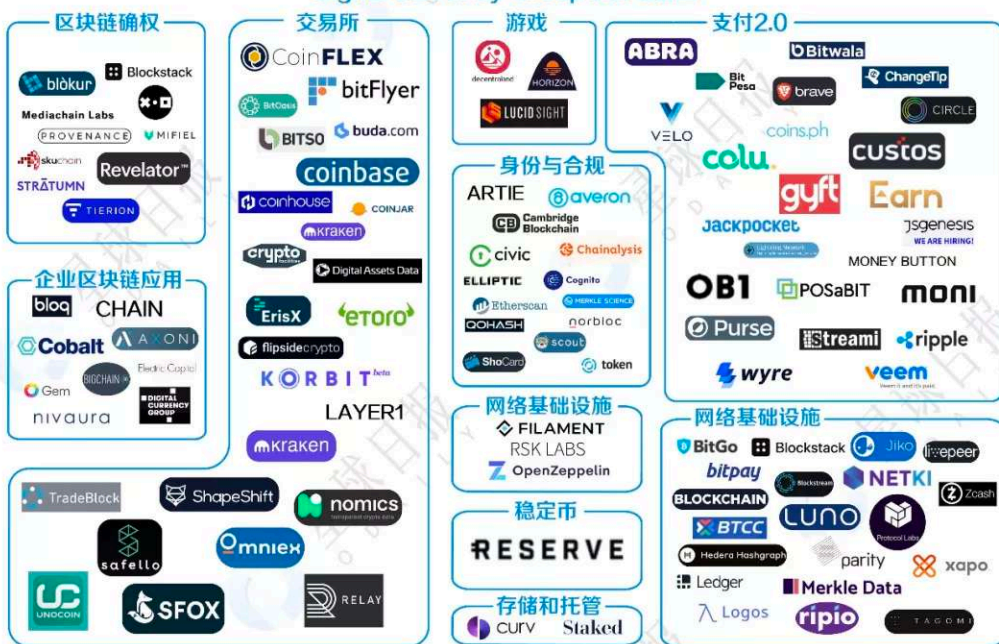 区块链确权
blòkur
Blockstack
Mediachain Labs
PROVENANCE
MIFIEL
skuchain
Revelator™
STRĀTUMN
TIERION
企业区块链应用
bloq
CHAIN
Cobalt
AXONI
Gem
BIGCHAIN
Electric Capital
nivaura
DIGITAL
CURRENCY
GROUP
交易所
CoinFLEX
BitOasis
bitFlyer
BITSO
buda.com
coinbase
coinhouse
COINJAR
kraken
crypto
facilities
Digital Assets Data
ErisX
eToro
flipsidecrypto
KORBIT beta
LAYER1
kraken
TradeBlock
ShapeShift
nomics
safello
Omniex
UNOCOIN
SFOX
RELAY
游戏
decentraland
HORIZON
LUCID SIGHT
身份与合规
ARTIE
averon
Cambridge
Blockchain
civic
Chainalysis
ELLIPTIC
Cognito
Etherscan
MERKLE SCIENCE
QOHASH
norbloc
scout
ShoCard
token
网络基础设施
FILAMENT
RSK LABS
OpenZeppelin
稳定币
RESERVE
存储和托管
curv
Staked
支付2.0
ABRA
Bitwala
Bit
Pesa
brave
ChangeTip
VELO
coins.ph
CIRCLE
colu.
custos
gyft
Earn
JACKPOCKET
jsgenesis
WE ARE HIRING!
Lightning Network
MONEY BUTTON
OB1
POSaBIT
moni
Purse
Streami
ripple
wyre
veem
网络基础设施
BitGo
Blockstack
Jiko
livepeer
bitpay
Blockstream
NETKI
BLOCKCHAIN
Zcash
BTCC
LUNO
Protocol Labs
Hedera Hashgraph
parity
xapo
Ledger
Merkle Data
Logos
ripio
TAGOMI